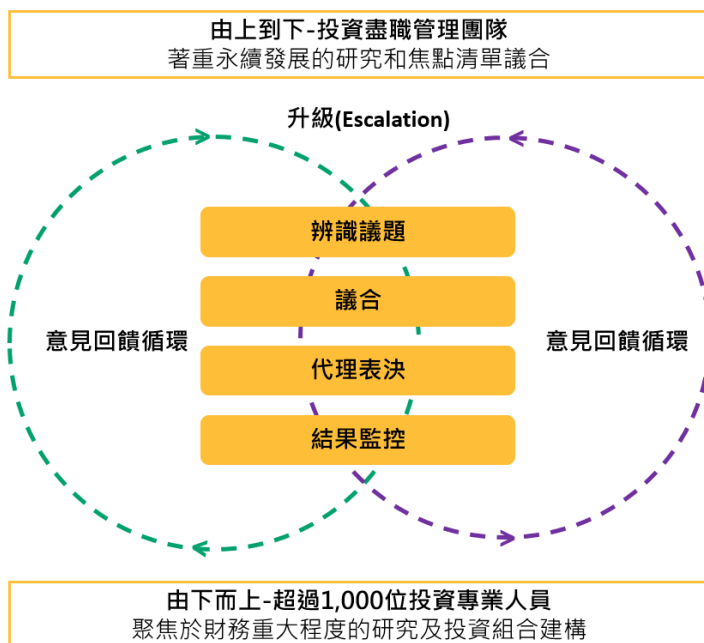 由上到下-投資盡職管理團隊
著重永續發展的研究和焦點清單議合
升級(Escalation)
辨識議題
議合
意見回饋循環
意見回饋循環
代理表決
結果監控
由下而上-超過1,000位投資專業人員
聚焦於財務重大程度的研究及投資組合建構